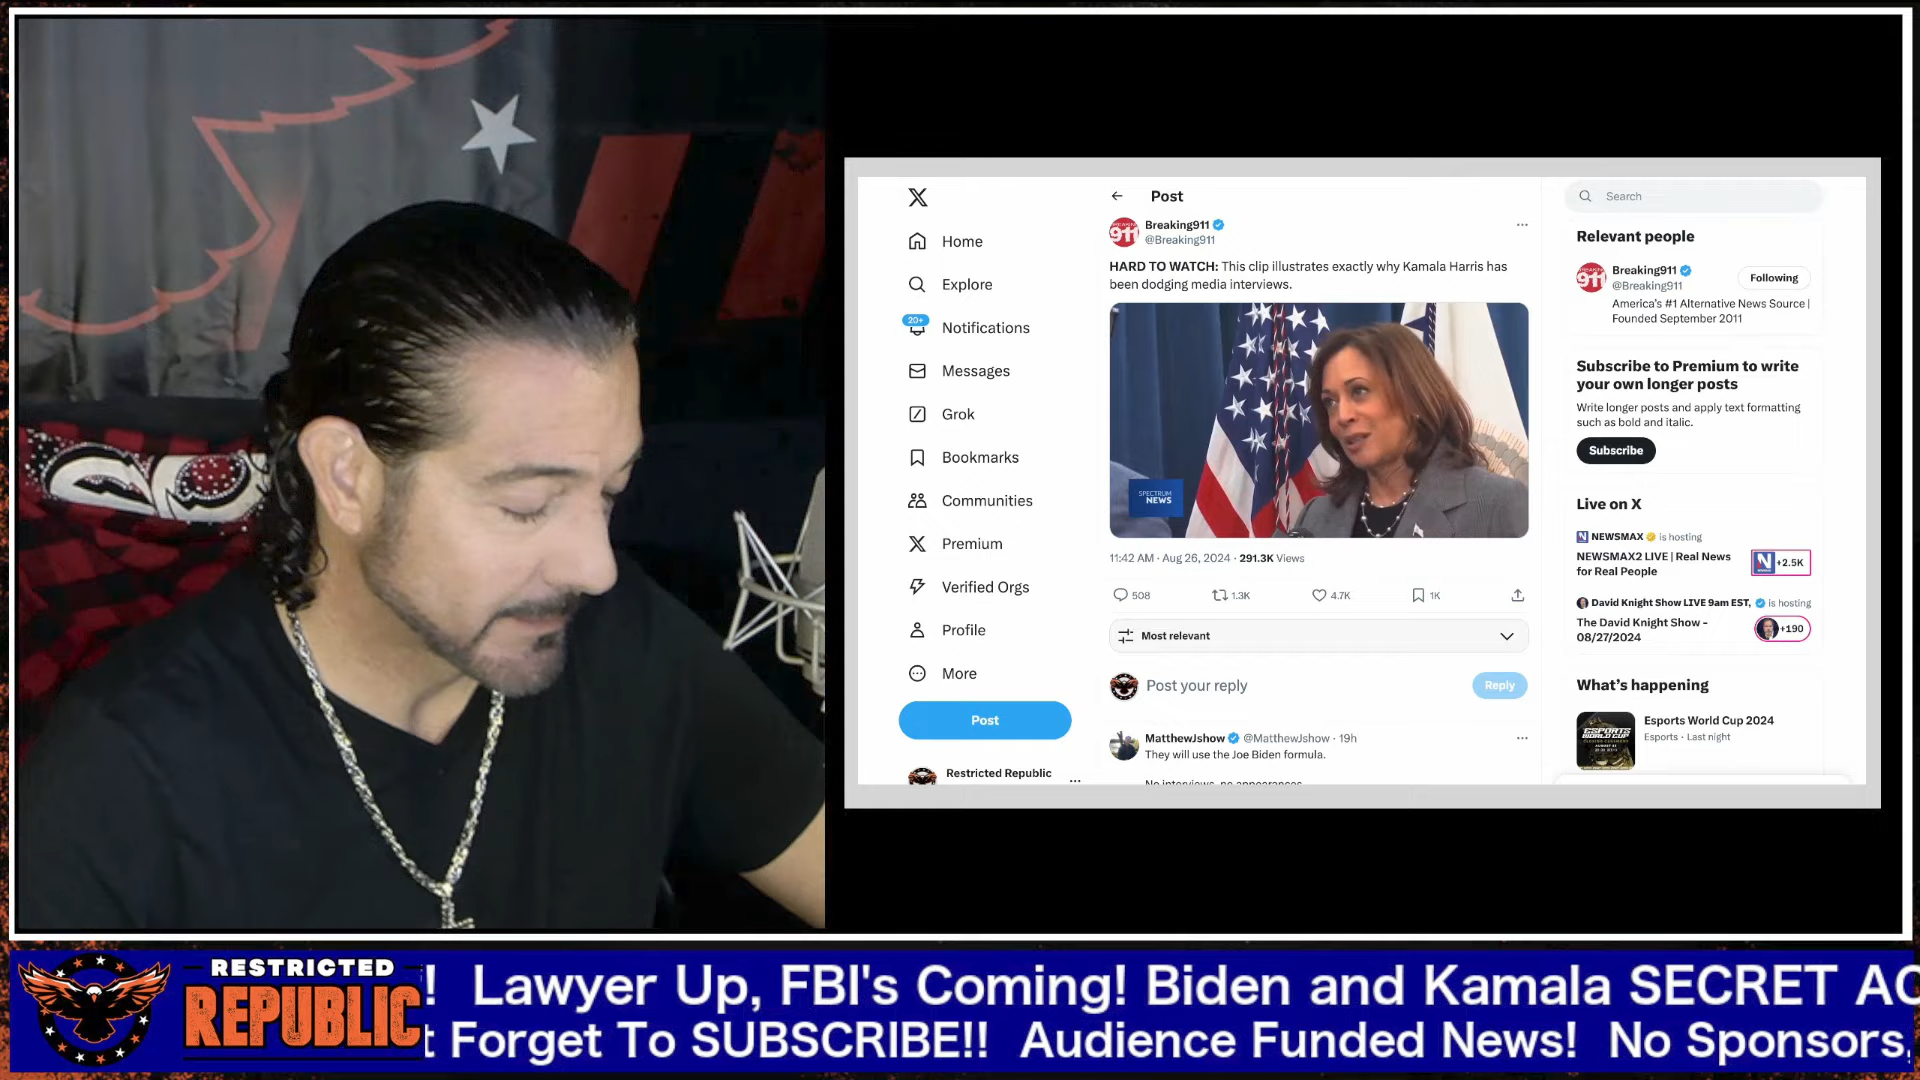 Home
Explore
20+
Notifications
Messages
Grok
Bookmarks
Communities
Premium
Verified Orgs
Profile
More
Post
Restricted Republic
Post
Breaking911
@Breaking911
HARD TO WATCH: This clip illustrates exactly why Kamala Harris has
been dodging media interviews.
SPECTRUM
NEWS
11:42 AM · Aug 26, 2024 · 291.3K Views
508 1.3K 4.7K 1K
Most relevant
Post your reply
Reply
MatthewJshow @MatthewJshow · 19h
They will use the Joe Biden formula.
No interviews, no appearances
Search
Relevant people
Breaking911
@Breaking911
Following
America's #1 Alternative News Source |
Founded September 2011
Subscribe to Premium to write
your own longer posts
Write longer posts and apply text formatting
such as bold and italic.
Subscribe
Live on X
NEWSMAX is hosting
NEWSMAX2 LIVE | Real News
for Real People
+2.5K
David Knight Show LIVE 9am EST, is hosting
The David Knight Show -
08/27/2024
+190
What's happening
ESPORTS
WORLD CUP
Esports World Cup 2024
Esports · Last night
RESTRICTED
REPUBLIC
! Lawyer Up, FBI's Coming! Biden and Kamala SECRET AC
t Forget To SUBSCRIBE!! Audience Funded News! No Sponsors,